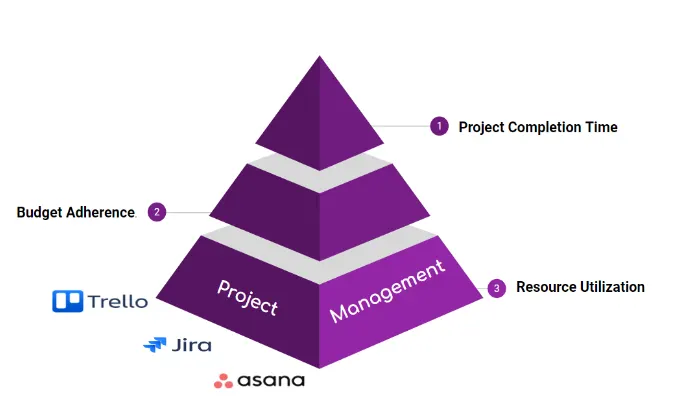 1 Project Completion Time
Budget Adherence 2
3 Resource Utilization
Project Management
Trello
Jira
asana